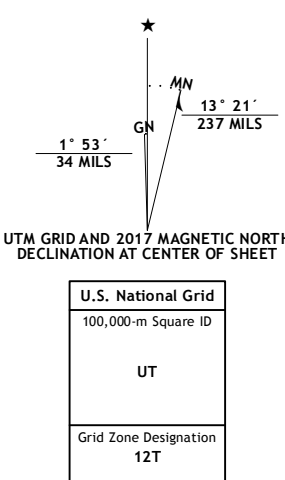 ★
MN
GN
13° 21´
237 MILS
1° 53´
34 MILS
UTM GRID AND 2017 MAGNETIC NORTH
DECLINATION AT CENTER OF SHEET
U.S. National Grid
100,000-m Square ID
UT
Grid Zone Designation
12T